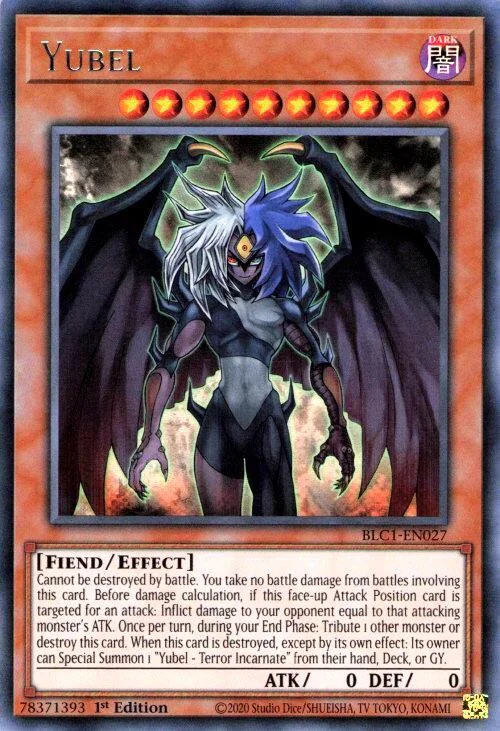 YUBEL
DARK
闇
BLC1-EN027
[FIEND/EFFECT]
Cannot be destroyed by battle. You take no battle damage from battles involving
this card. Before damage calculation, if this face-up Attack Position card is
targeted for an attack: Inflict damage to your opponent equal to that attacking
monster's ATK. Once per turn, during your End Phase: Tribute 1 other monster or
destroy this card. When this card is destroyed, except by its own effect: Its owner
can Special Summon 1 "Yubel - Terror Incarnate" from their hand, Deck, or GY.
ATK/ 0 DEF/ 0
78371393 1st Edition ©2020 Studio Dice/SHUEISHA, TV TOKYO, KONAMI